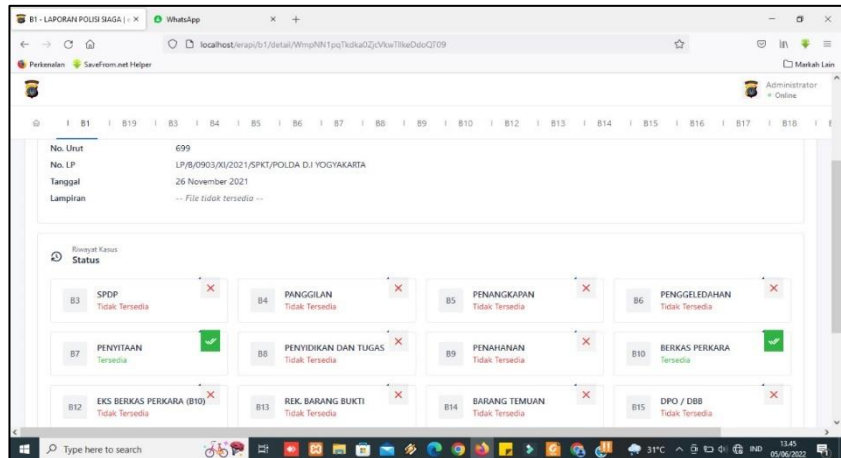 B1 - LAPORAN POLISI SIAGA |
WhatsApp
localhost/erapi/b1/detail/WmpNN1pqTkdka0ZjcVkwTllkeDdoQT09
Perkenalan SaveFrom.net Helper
Markah Lain
Administrator
Online
B1 | B19 | B3 | B4 | B5 | B6 | B7 | B8 | B9 | B10 | B12 | B13 | B14 | B15 | B16 | B17 | B18
No. Urut 699
No. LP LP/B/0903/XI/2021/SPKT/POLDA D.I YOGYAKARTA
Tanggal 26 November 2021
Lampiran -- File tidak tersedia --
Riwayat Kasus
Status
B3 SPDP
Tidak Tersedia
B4 PANGGILAN
Tidak Tersedia
B5 PENANGKAPAN
Tidak Tersedia
B6 PENGGELEDAHAN
Tidak Tersedia
B7 PENYITAAN
Tersedia
B8 PENYIDIKAN DAN TUGAS
Tidak Tersedia
B9 PENAHANAN
Tidak Tersedia
B10 BERKAS PERKARA
Tersedia
B12 EKS BERKAS PERKARA (B10)
Tidak Tersedia
B13 REK. BARANG BUKTI
Tidak Tersedia
B14 BARANG TEMUAN
Tidak Tersedia
B15 DPO / DBB
Tidak Tersedia
Type here to search
31°C
IND
13.45
05/06/2022